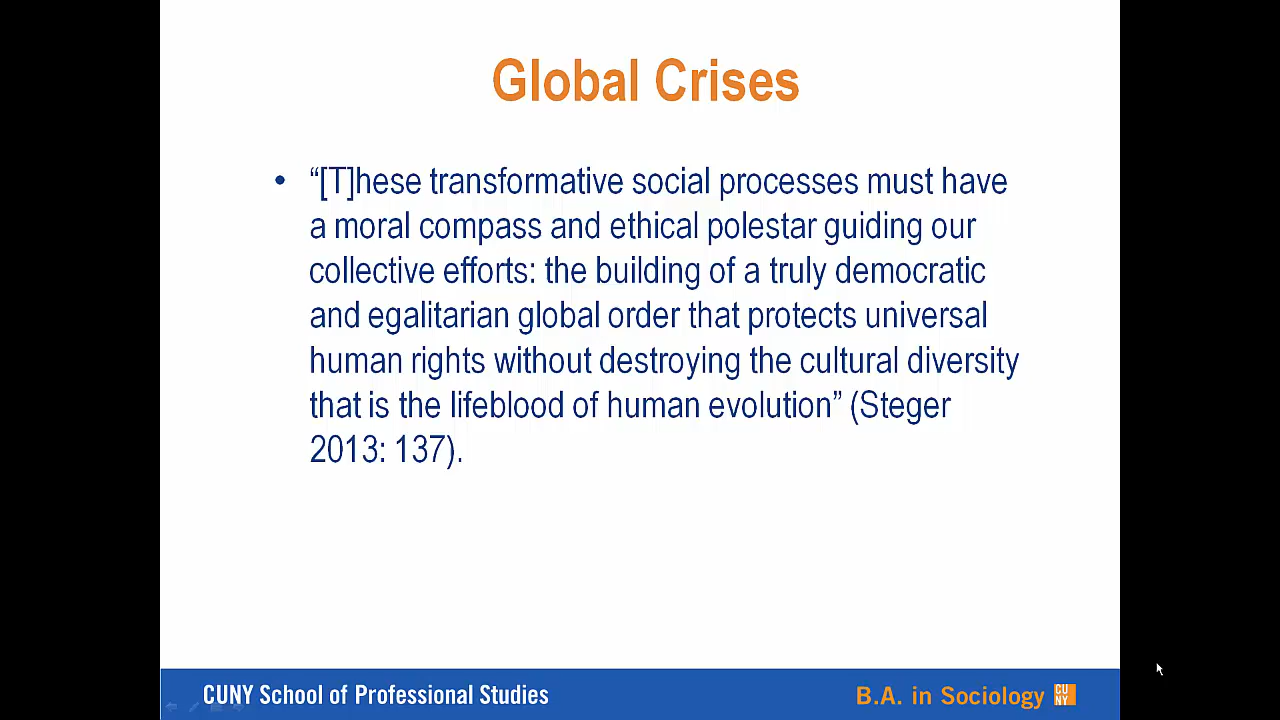 Global Crises
• “[T]hese transformative social processes must have
a moral compass and ethical polestar guiding our
collective efforts: the building of a truly democratic
and egalitarian global order that protects universal
human rights without destroying the cultural diversity
that is the lifeblood of human evolution” (Steger
2013: 137).
CUNY School of Professional Studies
B.A. in Sociology CU
NY